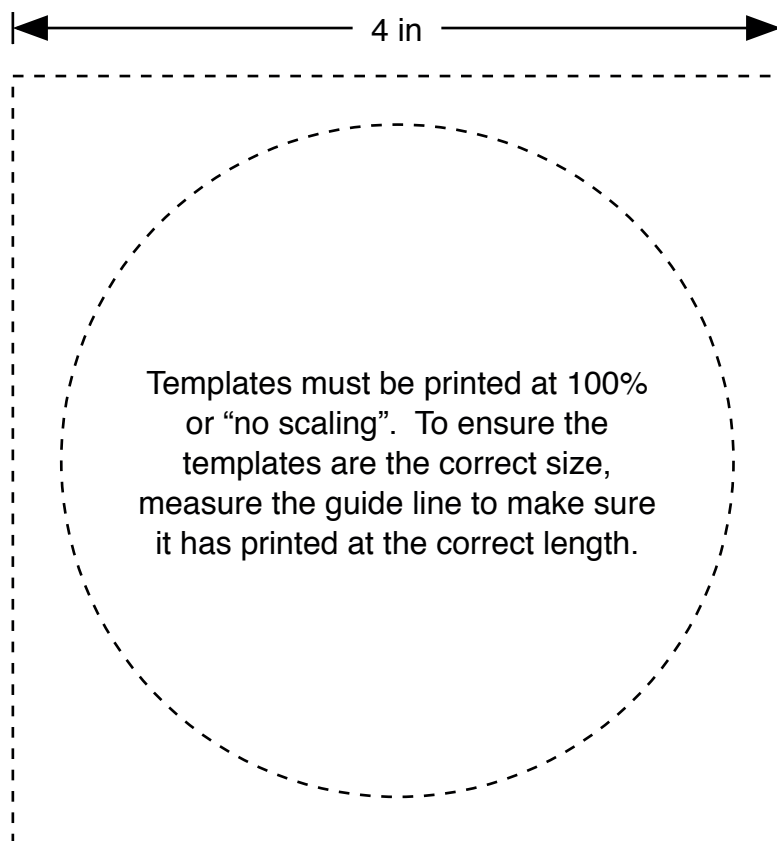 4 in
Templates must be printed at 100%
or “no scaling”.  To ensure the
templates are the correct size,
measure the guide line to make sure
it has printed at the correct length.